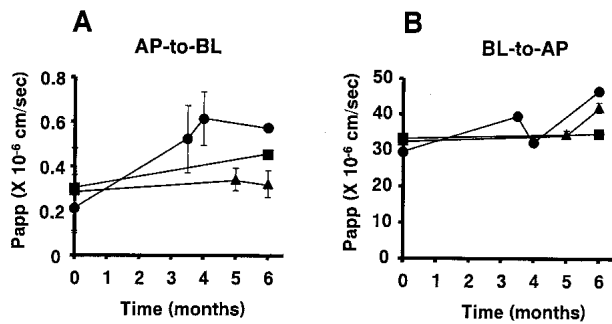 A
AP-to-BL
Papp (X 10⁻⁶ cm/sec)
0.8
0.6
0.4
0.2
0
0 1 2 3 4 5 6
Time (months)
B
BL-to-AP
Papp (X 10⁻⁶ cm/sec)
50
40
30
20
10
0
0 1 2 3 4 5 6
Time (months)